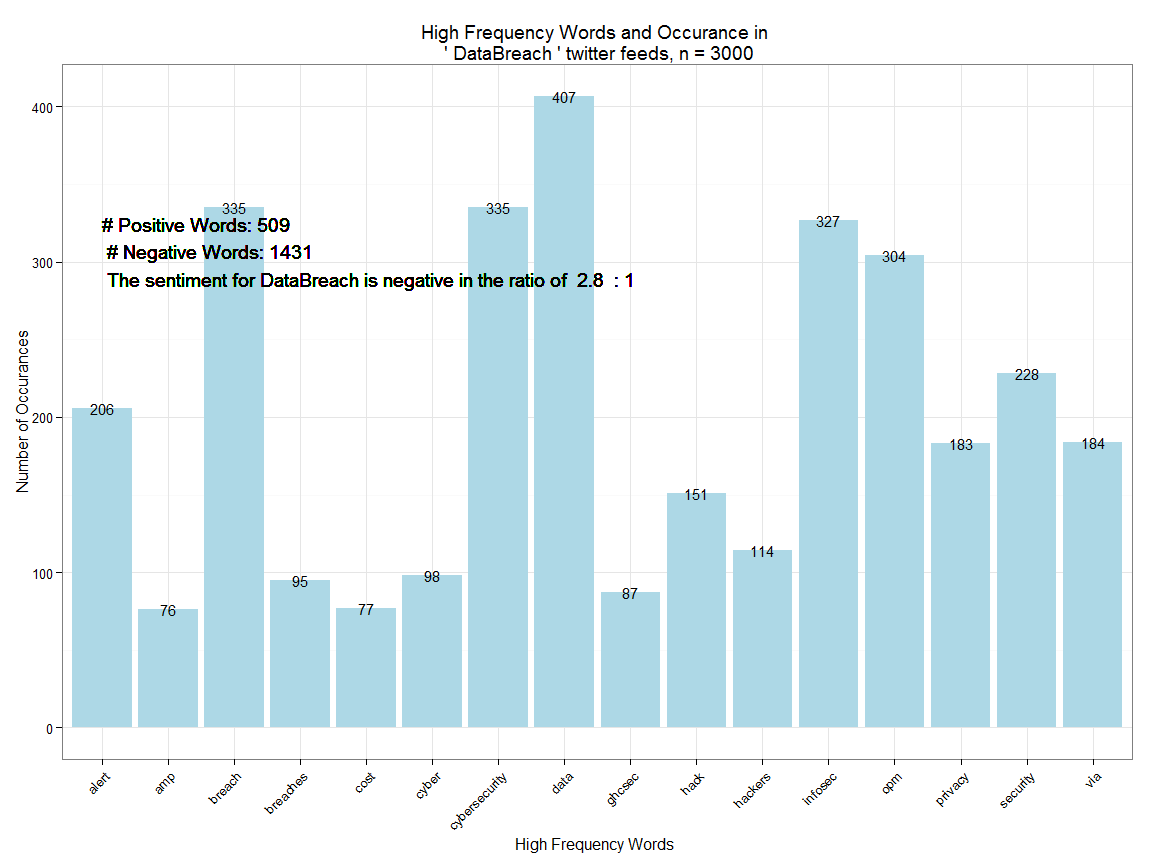 High Frequency Words and Occurance in
' DataBreach ' twitter feeds, n = 3000
Number of Occurances
400
300
200
100
0
407
335
335
327
304
228
206
184
183
151
114
98
95
87
77
76
# Positive Words: 509
# Negative Words: 1431
The sentiment for DataBreach is negative in the ratio of 2.8 : 1
alert
amp
breach
breaches
cost
cyber
cybersecurity
data
ghcsec
hack
hackers
infosec
opm
privacy
security
via
High Frequency Words